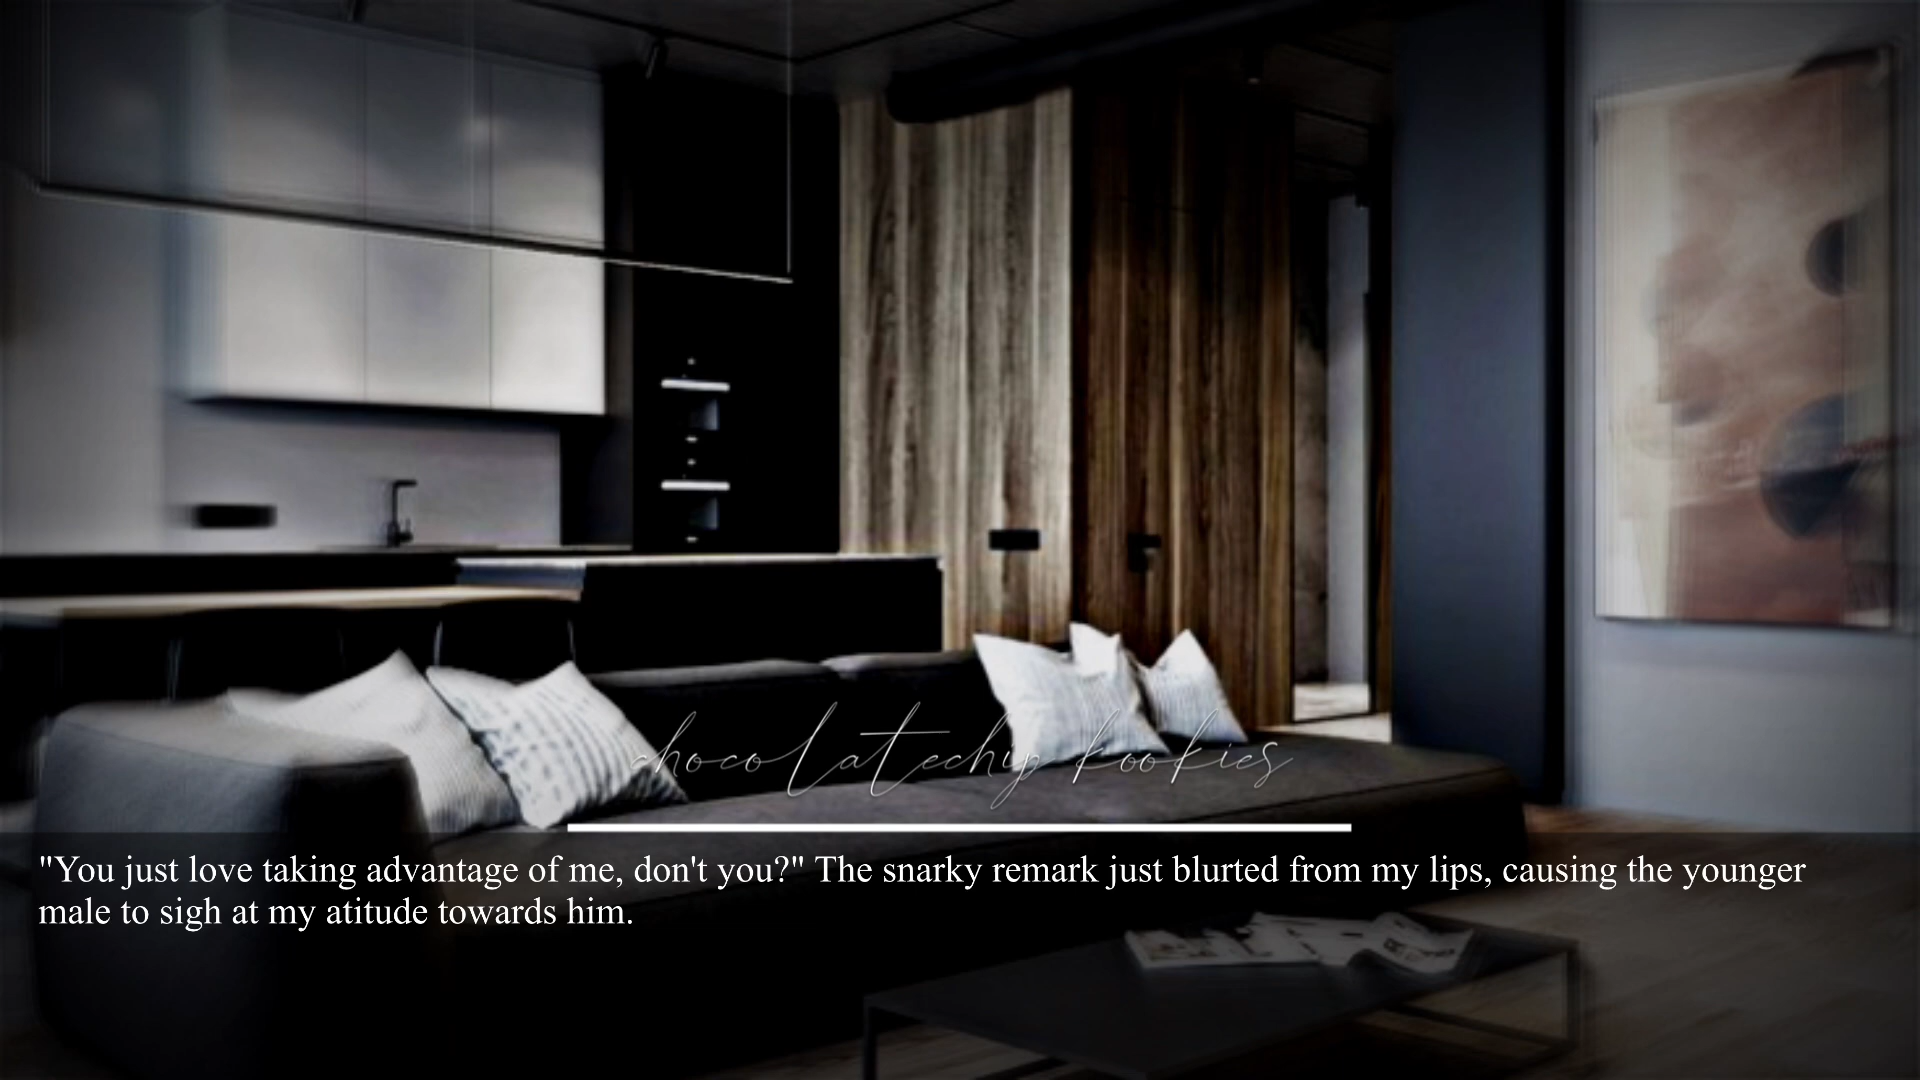 chocolatechip kookies
"You just love taking advantage of me, don't you?" The snarky remark just blurted from my lips, causing the younger
male to sigh at my atitude towards him.